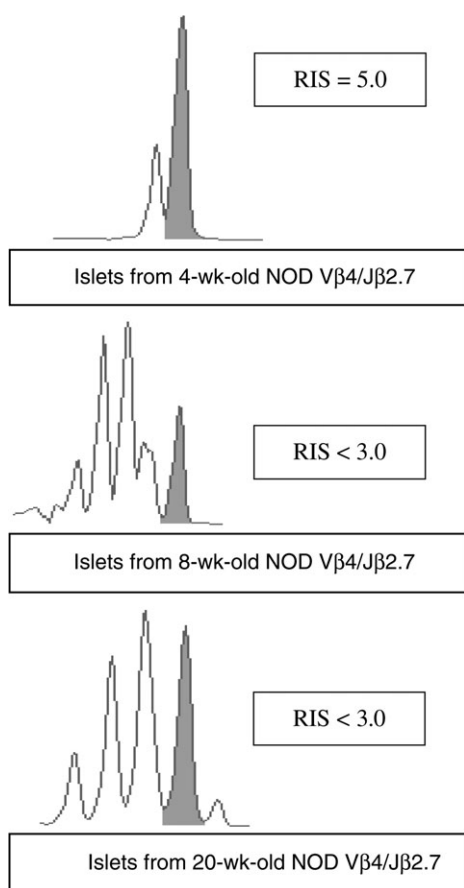 RIS = 5.0
Islets from 4-wk-old NOD Vβ4/Jβ2.7
RIS < 3.0
Islets from 8-wk-old NOD Vβ4/Jβ2.7
RIS < 3.0
Islets from 20-wk-old NOD Vβ4/Jβ2.7